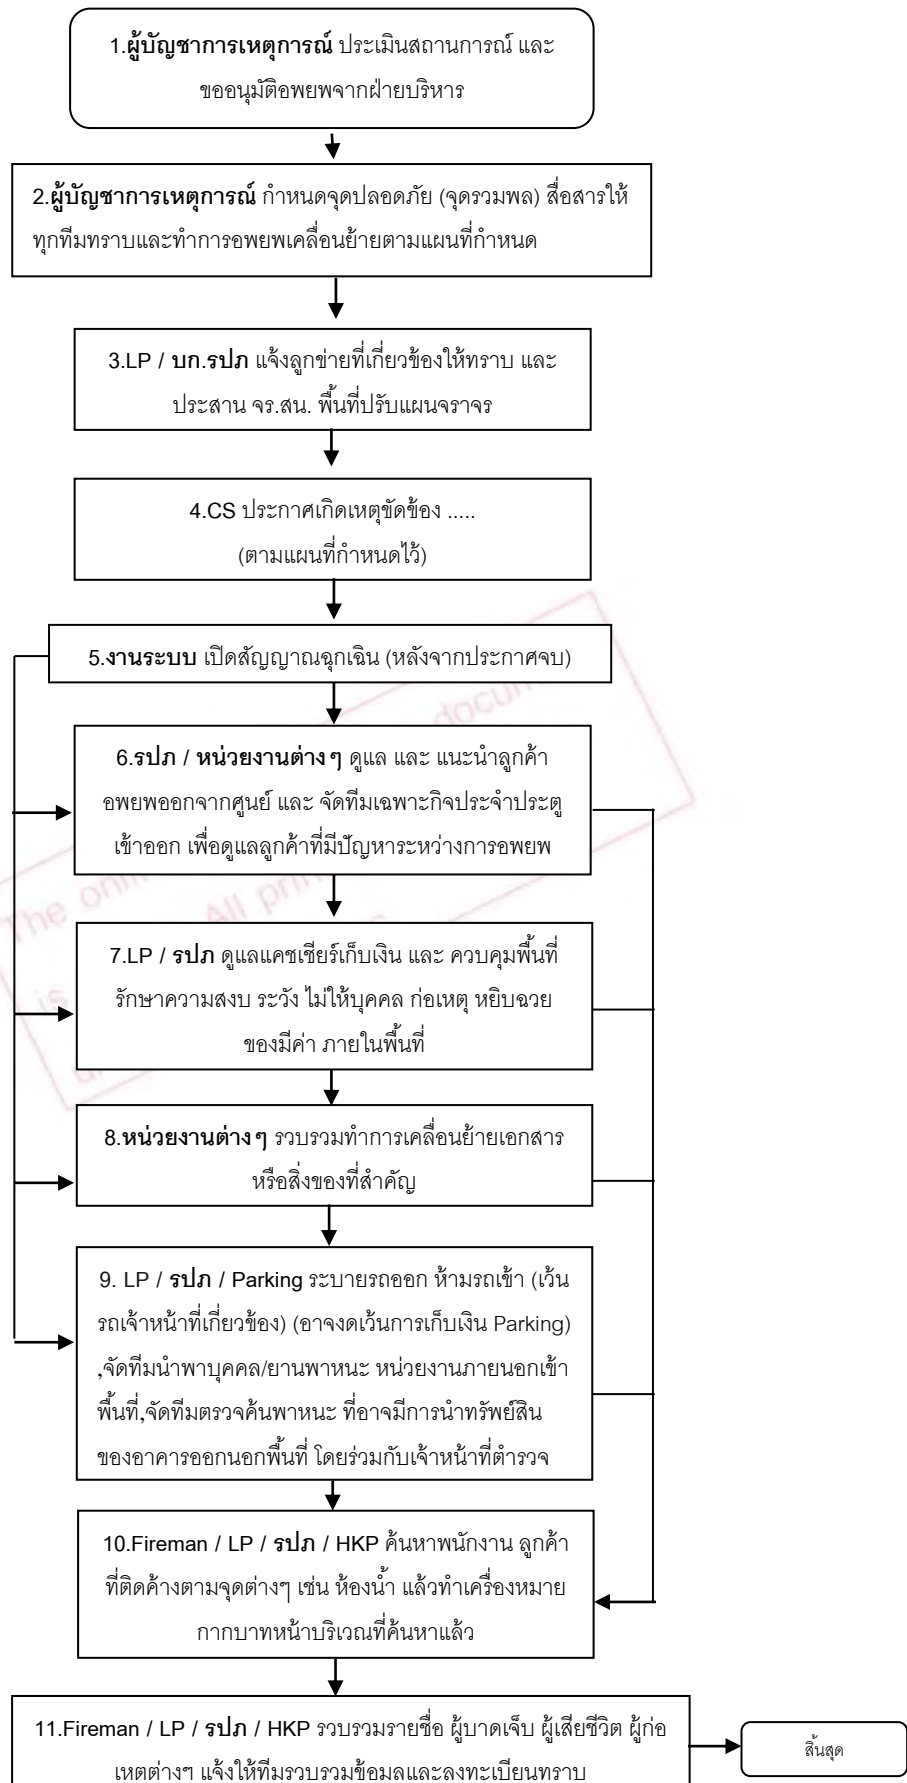 1.ผู้บัญชาการเหตุการณ์ ประเมินสถานการณ์ และ
ขออนุมัติอพยพจากฝ่ายบริหาร
2.ผู้บัญชาการเหตุการณ์ กำหนดจุดปลอดภัย (จุดรวมพล) สื่อสารให้
ทุกทีมทราบและทำการอพยพเคลื่อนย้ายตามแผนที่กำหนด
3.LP / บก.รปภ แจ้งลูกข่ายที่เกี่ยวข้องให้ทราบ และ
ประสาน จร.สน. พื้นที่ปรับแผนจราจร
4.CS ประกาศเกิดเหตุขัดข้อง .....
(ตามแผนที่กำหนดไว้)
5.งานระบบ เปิดสัญญาณฉุกเฉิน (หลังจากประกาศจบ)
6.รปภ / หน่วยงานต่าง ๆ ดูแล และ แนะนำลูกค้า
อพยพออกจากศูนย์ และ จัดทีมเฉพาะกิจประจำประตู
เข้าออก เพื่อดูแลลูกค้าที่มีปัญหาระหว่างการอพยพ
The
All
is
7.LP / รปภ ดูแลแคชเชียร์เก็บเงิน และ ควบคุมพื้นที่
รักษาความสงบ ระวัง ไม่ให้บุคคล ก่อเหตุ หยิบฉวย
ของมีค่า ภายในพื้นที่
8.หน่วยงานต่าง ๆ รวบรวมทำการเคลื่อนย้ายเอกสาร
หรือสิ่งของที่สำคัญ
9. LP / รปภ / Parking ระบายรถออก ห้ามรถเข้า (เว้น
รถเจ้าหน้าที่เกี่ยวข้อง) (อาจงดเว้นการเก็บเงิน Parking)
,จัดทีมนำพาบุคคล/ยานพาหนะ หน่วยงานภายนอกเข้า
พื้นที่,จัดทีมตรวจค้นพาหนะ ที่อาจมีการนำทรัพย์สิน
ของอาคารออกนอกพื้นที่ โดยร่วมกับเจ้าหน้าที่ตำรวจ
10.Fireman / LP / รปภ / HKP ค้นหาพนักงาน ลูกค้า
ที่ติดค้างตามจุดต่างๆ เช่น ห้องน้ำ แล้วทำเครื่องหมาย
กากบาทหน้าบริเวณที่ค้นหาแล้ว
11.Fireman / LP / รปภ / HKP รวบรวมรายชื่อ ผู้บาดเจ็บ ผู้เสียชีวิต ผู้ก่อ
เหตต่างๆ แจ้งให้ทีมรวบรวมข้อมลและลงทะเบียนทราบ
สิ้นสุด